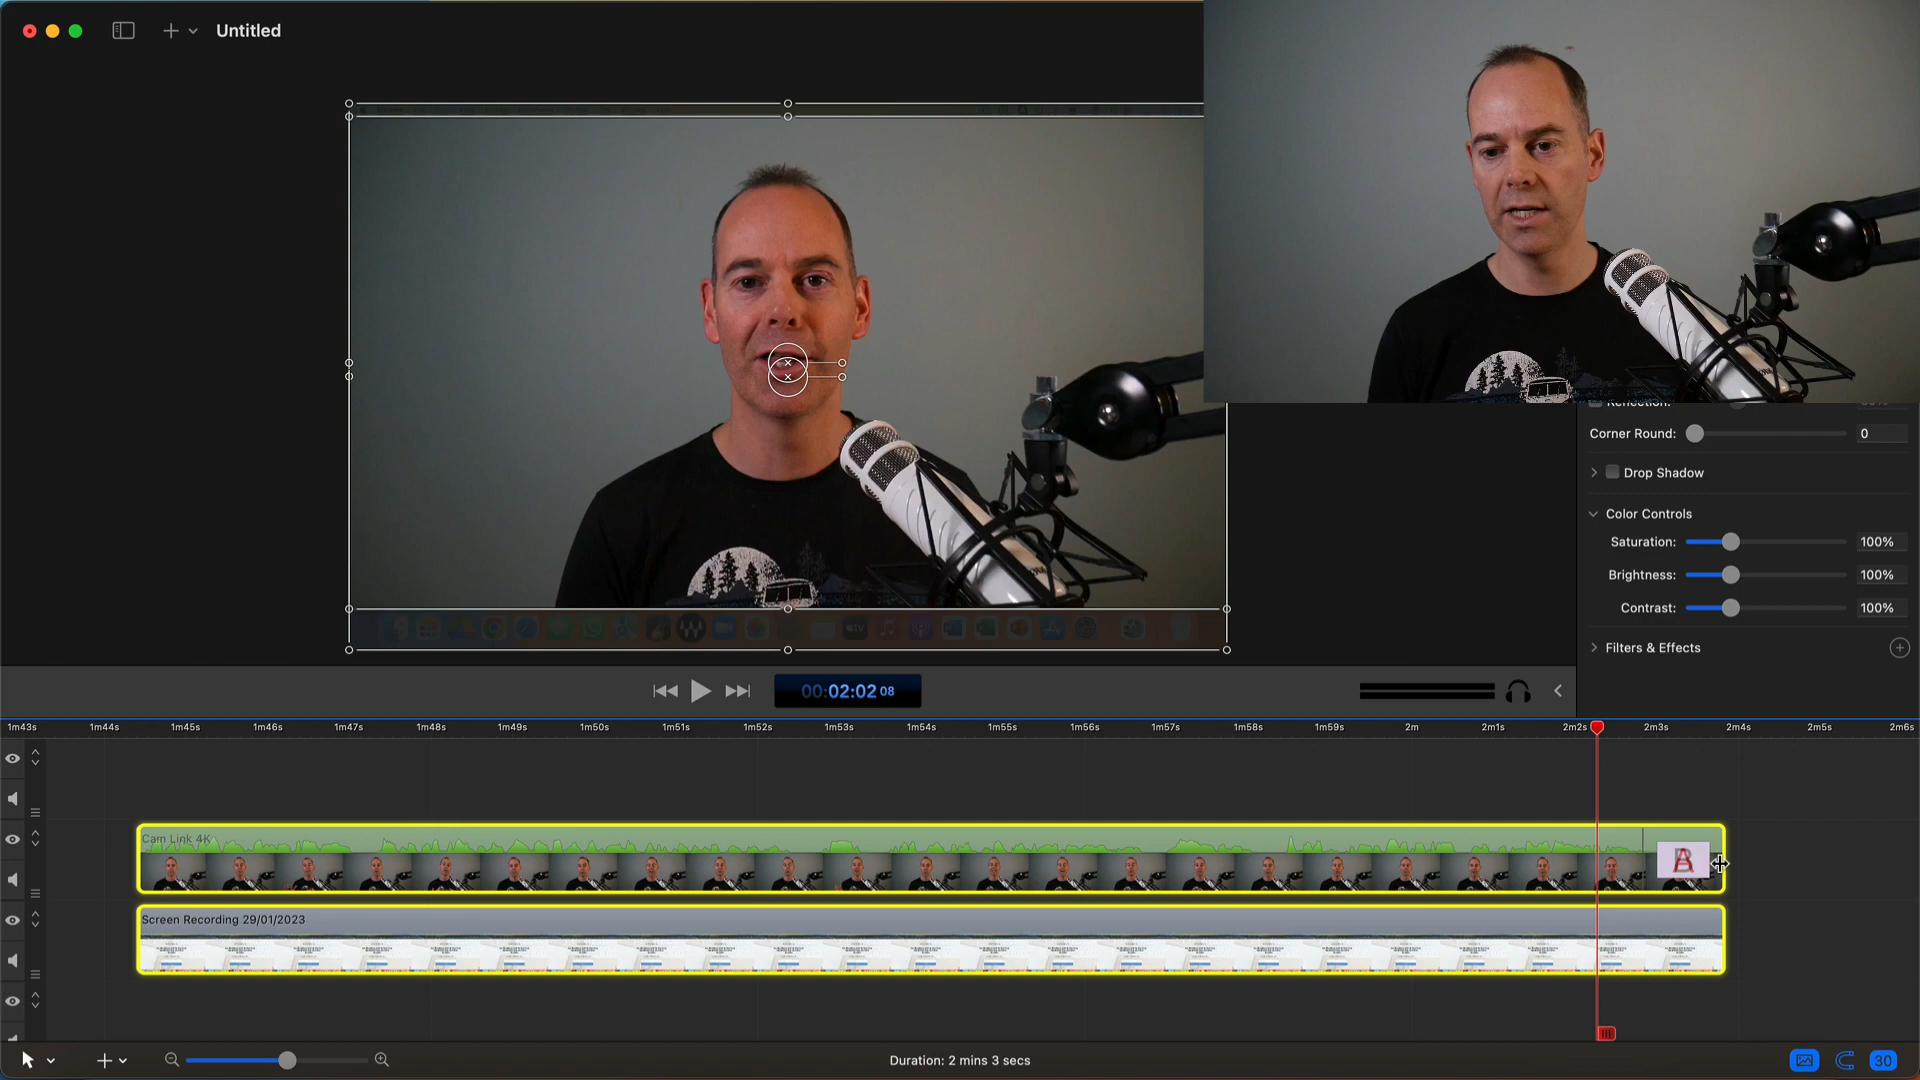 Untitled
Corner Round: 0
Drop Shadow
Color Controls
Saturation: 100%
Brightness: 100%
Contrast: 100%
Filters & Effects
00:02:02 08
1m43s 1m44s 1m45s 1m46s 1m47s 1m48s 1m49s 1m50s 1m51s 1m52s 1m53s 1m54s 1m55s 1m56s 1m57s 1m58s 1m59s 2m 2m1s 2m2s 2m3s 2m4s 2m5s 2m6s
Cam Link 4K
Screen Recording 29/01/2023
Duration: 2 mins 3 secs
30